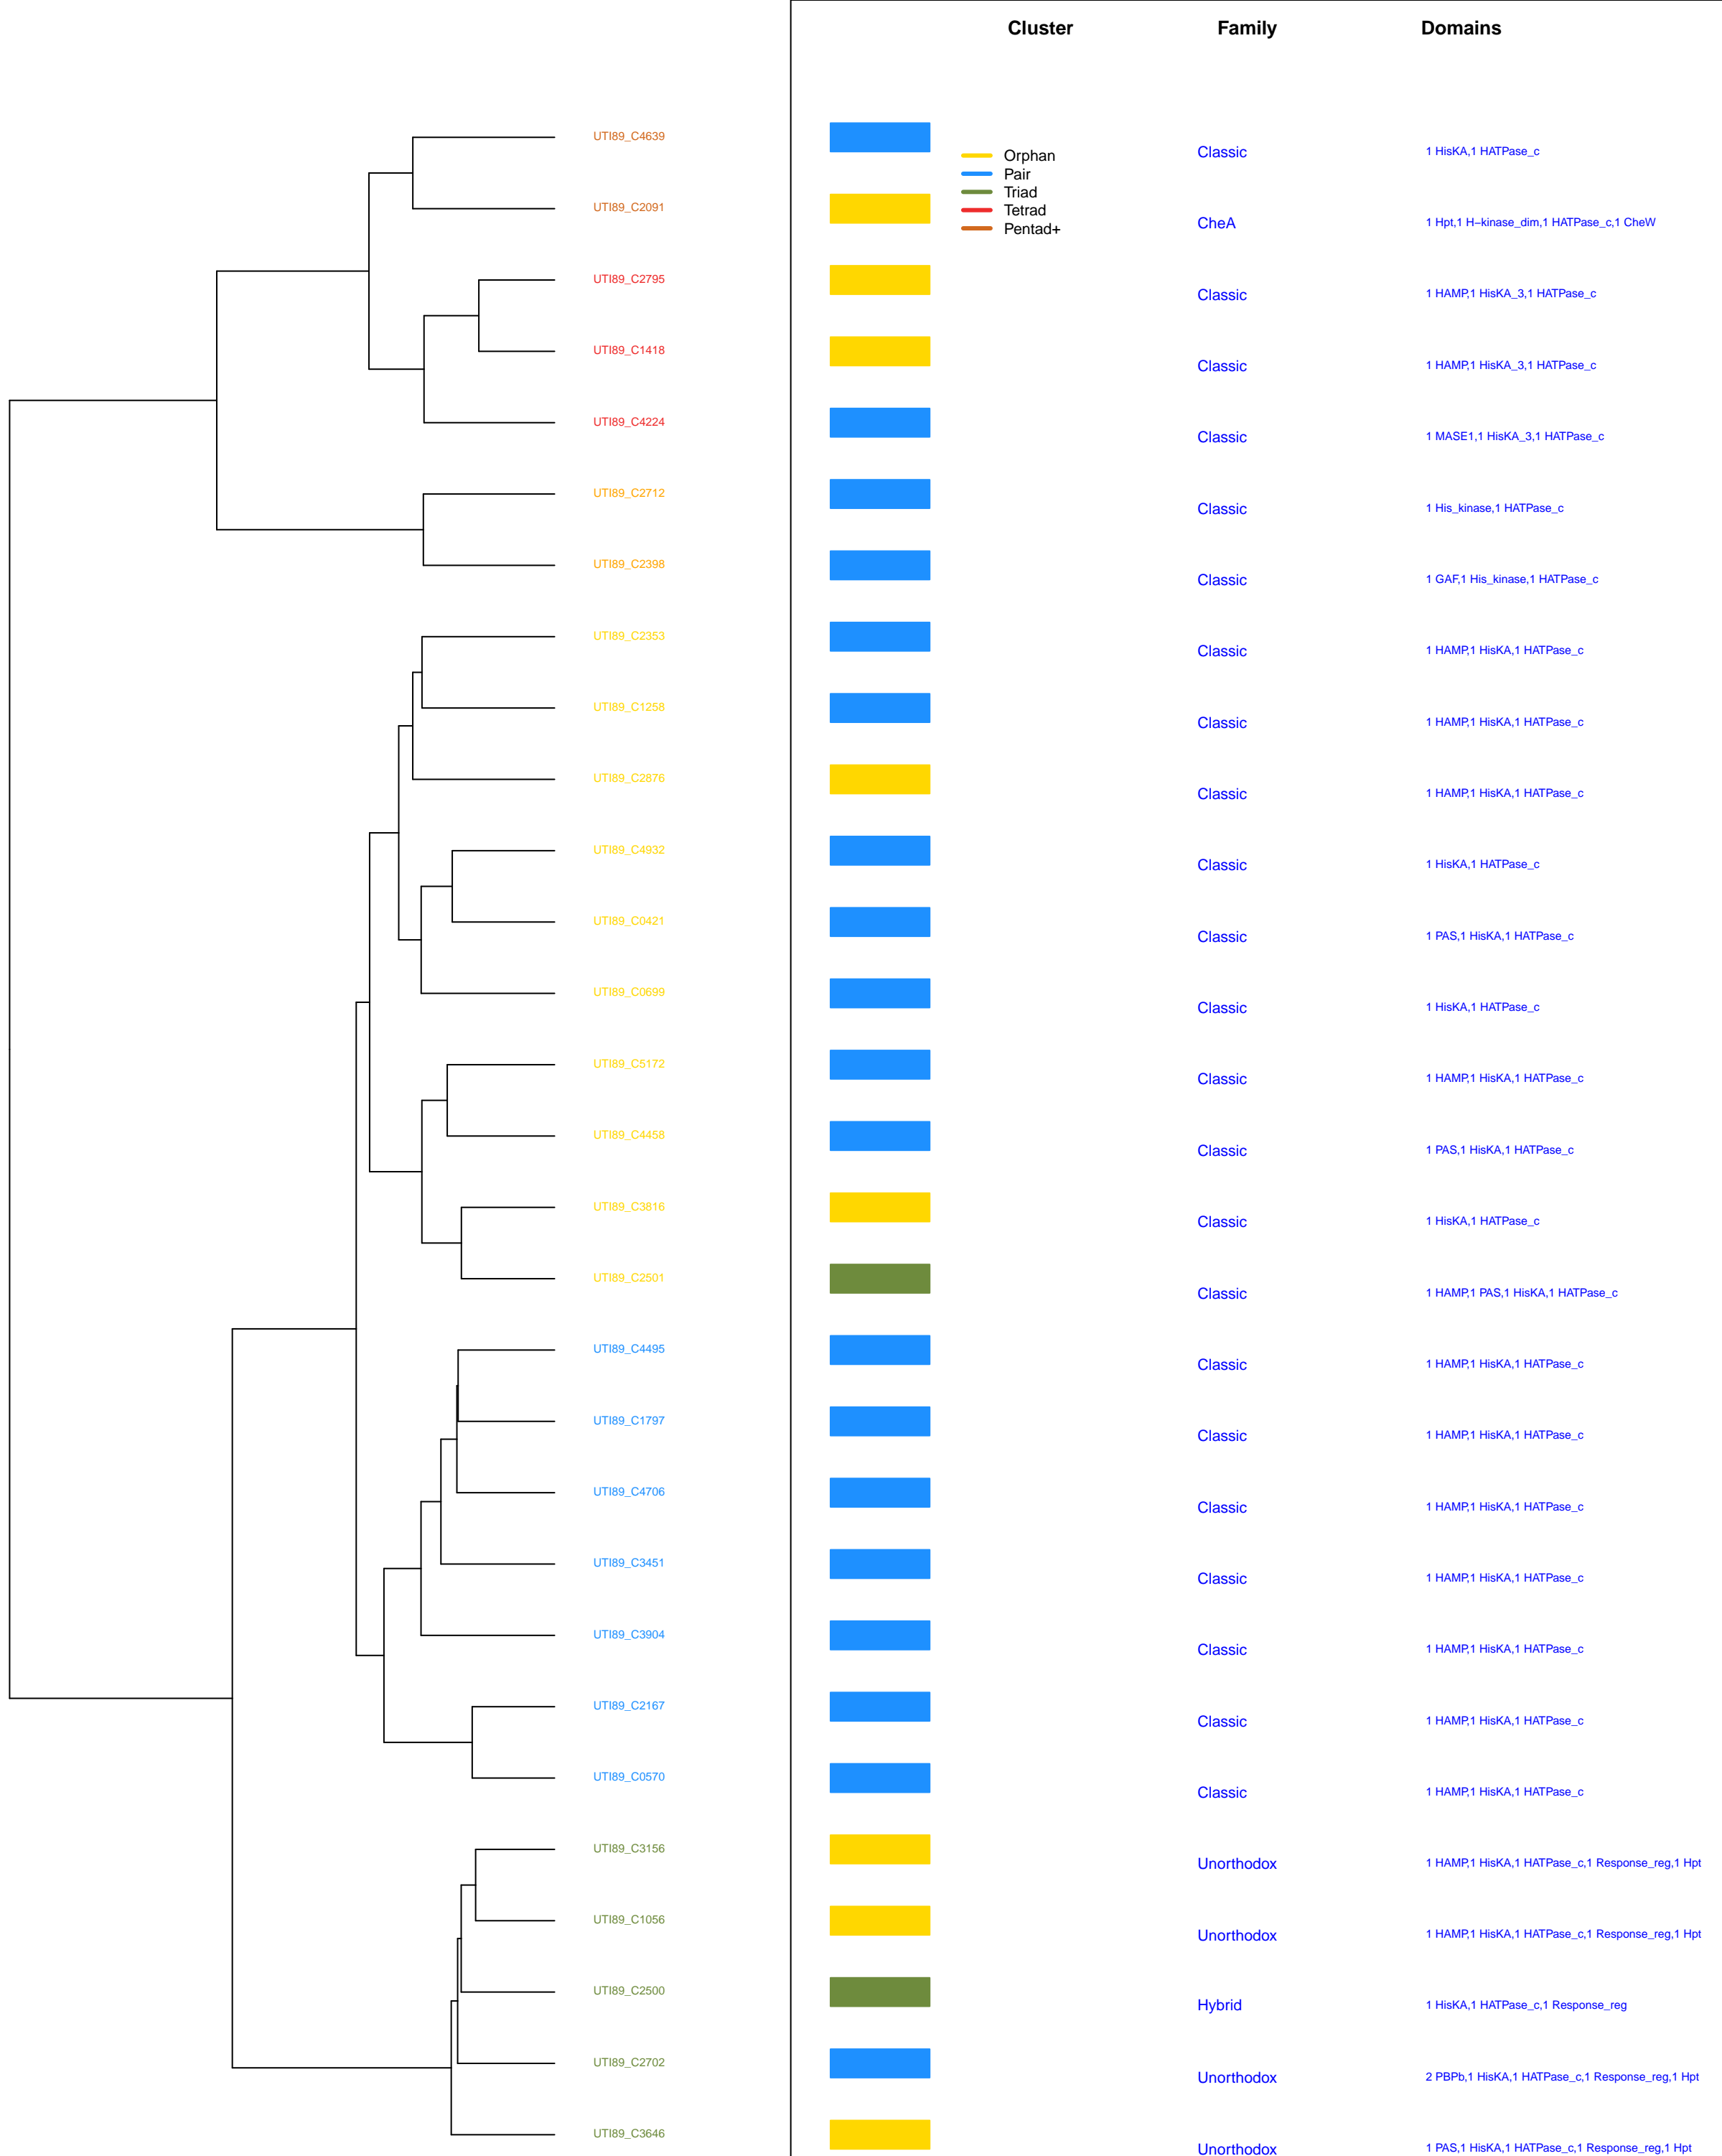 Cluster Family Domains
UTI89_C4639 Classic 1 HisKA,1 HATPase_c
Orphan
Pair
Triad
Tetrad
Pentad+
UTI89_C2091 CheA 1 Hpt,1 H−kinase_dim,1 HATPase_c,1 CheW
UTI89_C2795 Classic 1 HAMP,1 HisKA_3,1 HATPase_c
UTI89_C1418 Classic 1 HAMP,1 HisKA_3,1 HATPase_c
UTI89_C4224 Classic 1 MASE1,1 HisKA_3,1 HATPase_c
UTI89_C2712 Classic 1 His_kinase,1 HATPase_c
UTI89_C2398 Classic 1 GAF,1 His_kinase,1 HATPase_c
UTI89_C2353 Classic 1 HAMP,1 HisKA,1 HATPase_c
UTI89_C1258 Classic 1 HAMP,1 HisKA,1 HATPase_c
UTI89_C2876 Classic 1 HAMP,1 HisKA,1 HATPase_c
UTI89_C4932 Classic 1 HisKA,1 HATPase_c
UTI89_C0421 Classic 1 PAS,1 HisKA,1 HATPase_c
UTI89_C0699 Classic 1 HisKA,1 HATPase_c
UTI89_C5172 Classic 1 HAMP,1 HisKA,1 HATPase_c
UTI89_C4458 Classic 1 PAS,1 HisKA,1 HATPase_c
UTI89_C3816 Classic 1 HisKA,1 HATPase_c
UTI89_C2501 Classic 1 HAMP,1 PAS,1 HisKA,1 HATPase_c
UTI89_C4495 Classic 1 HAMP,1 HisKA,1 HATPase_c
UTI89_C1797 Classic 1 HAMP,1 HisKA,1 HATPase_c
UTI89_C4706 Classic 1 HAMP,1 HisKA,1 HATPase_c
UTI89_C3451 Classic 1 HAMP,1 HisKA,1 HATPase_c
UTI89_C3904 Classic 1 HAMP,1 HisKA,1 HATPase_c
UTI89_C2167 Classic 1 HAMP,1 HisKA,1 HATPase_c
UTI89_C0570 Classic 1 HAMP,1 HisKA,1 HATPase_c
UTI89_C3156 Unorthodox 1 HAMP,1 HisKA,1 HATPase_c,1 Response_reg,1 Hpt
UTI89_C1056 Unorthodox 1 HAMP,1 HisKA,1 HATPase_c,1 Response_reg,1 Hpt
UTI89_C2500 Hybrid 1 HisKA,1 HATPase_c,1 Response_reg
UTI89_C2702 Unorthodox 2 PBPb,1 HisKA,1 HATPase_c,1 Response_reg,1 Hpt
UTI89_C3646 Unorthodox 1 PAS,1 HisKA,1 HATPase_c,1 Response_reg,1 Hpt